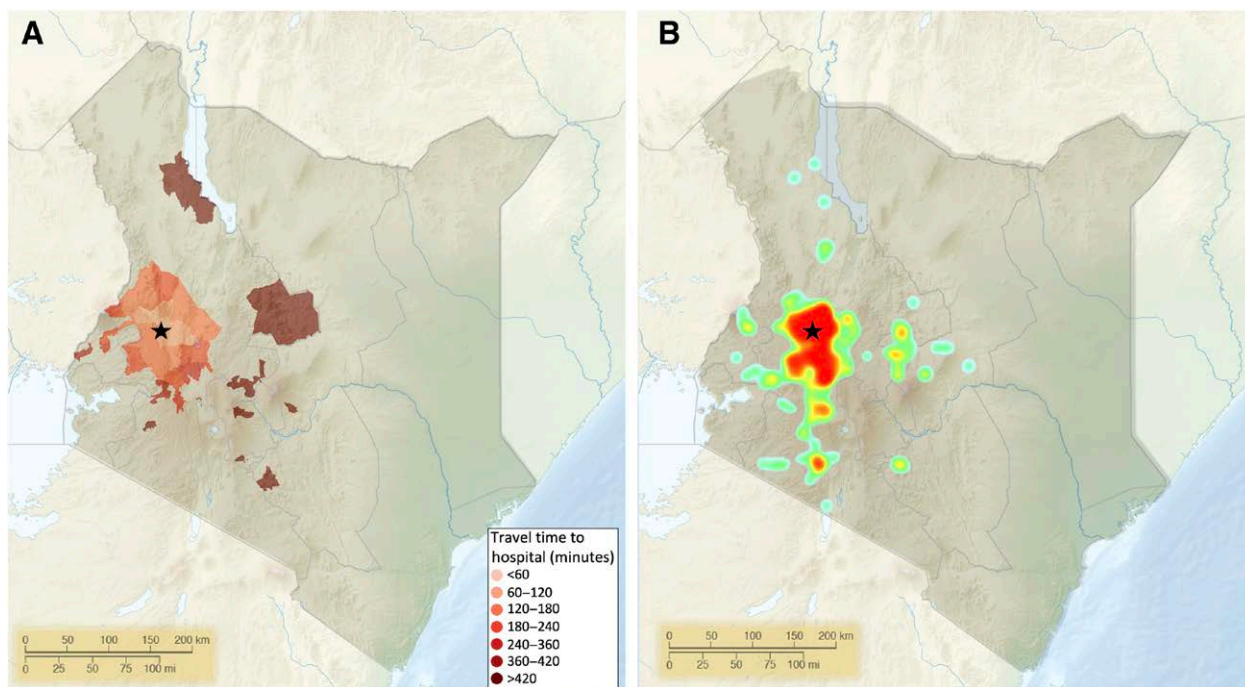 A
B
Travel time to
hospital (minutes)
<60
60–120
120–180
180–240
240–360
360–420
>420
0 50 100 150 200 km
0 25 50 75 100 mi
0 50 100 150 200 km
0 25 50 75 100 mi